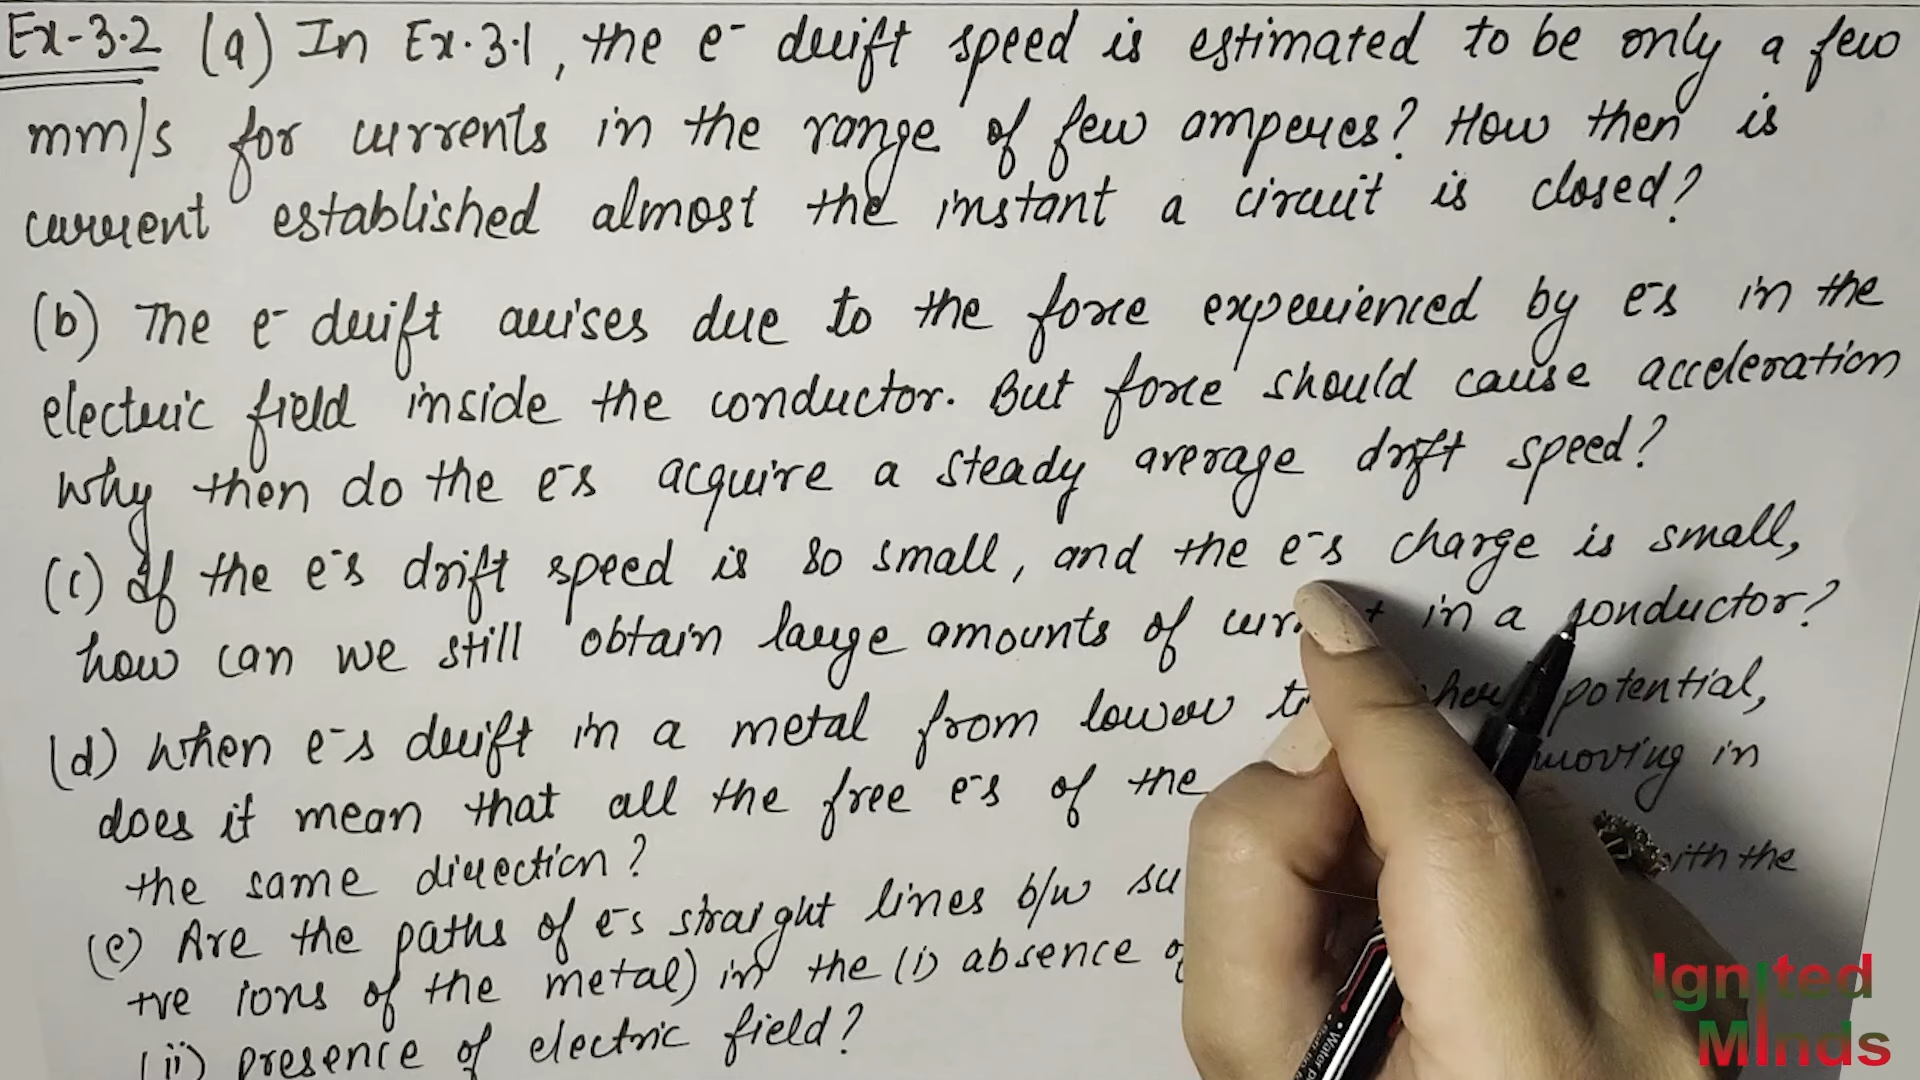 Ex-3.2 (a) In Ex.3.1, the e⁻ drift speed is estimated to be only a few
mm/s for currents in the range of few amperes? How then is
current established almost the instant a circuit is closed?
(b) The e⁻ drift arises due to the force experienced by e⁻s in the
electric field inside the conductor. But force should cause acceleration
why then do the e⁻s acquire a steady average drift speed?
(c) If the e⁻s drift speed is so small, and the e⁻s charge is small,
how can we still obtain large amounts of in a conductor?
(d) when e⁻s drift in a metal from lower potential,
does it mean that all the free e⁻s of the moving in
the same direction?
(e) Are the paths of e⁻s straight lines b/w with the
+ve ions of the metal) in the (i) absence
(ii) presence of electric field?
Ignited
Minds